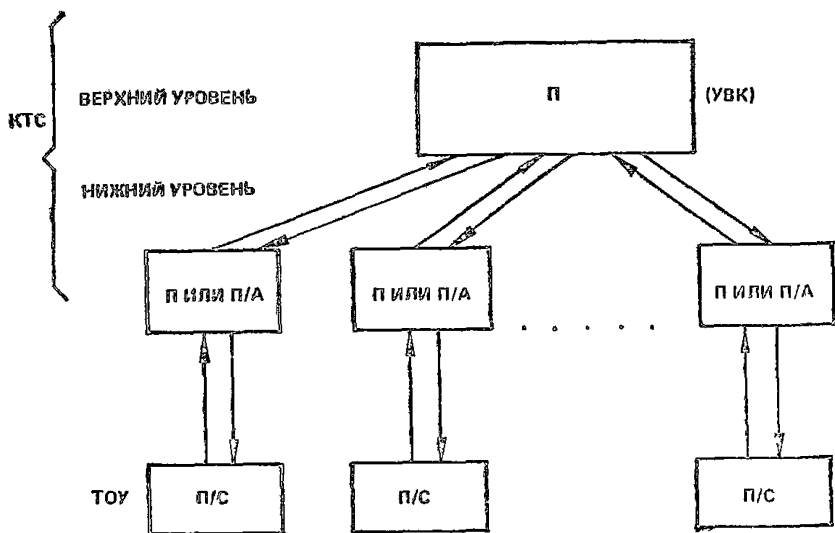 КТС
ВЕРХНИЙ УРОВЕНЬ
П
(УВК)
НИЖНИЙ УРОВЕНЬ
П ИЛИ П/А
П ИЛИ П/А
П ИЛИ П/А
ТОУ
П/С
П/С
П/С